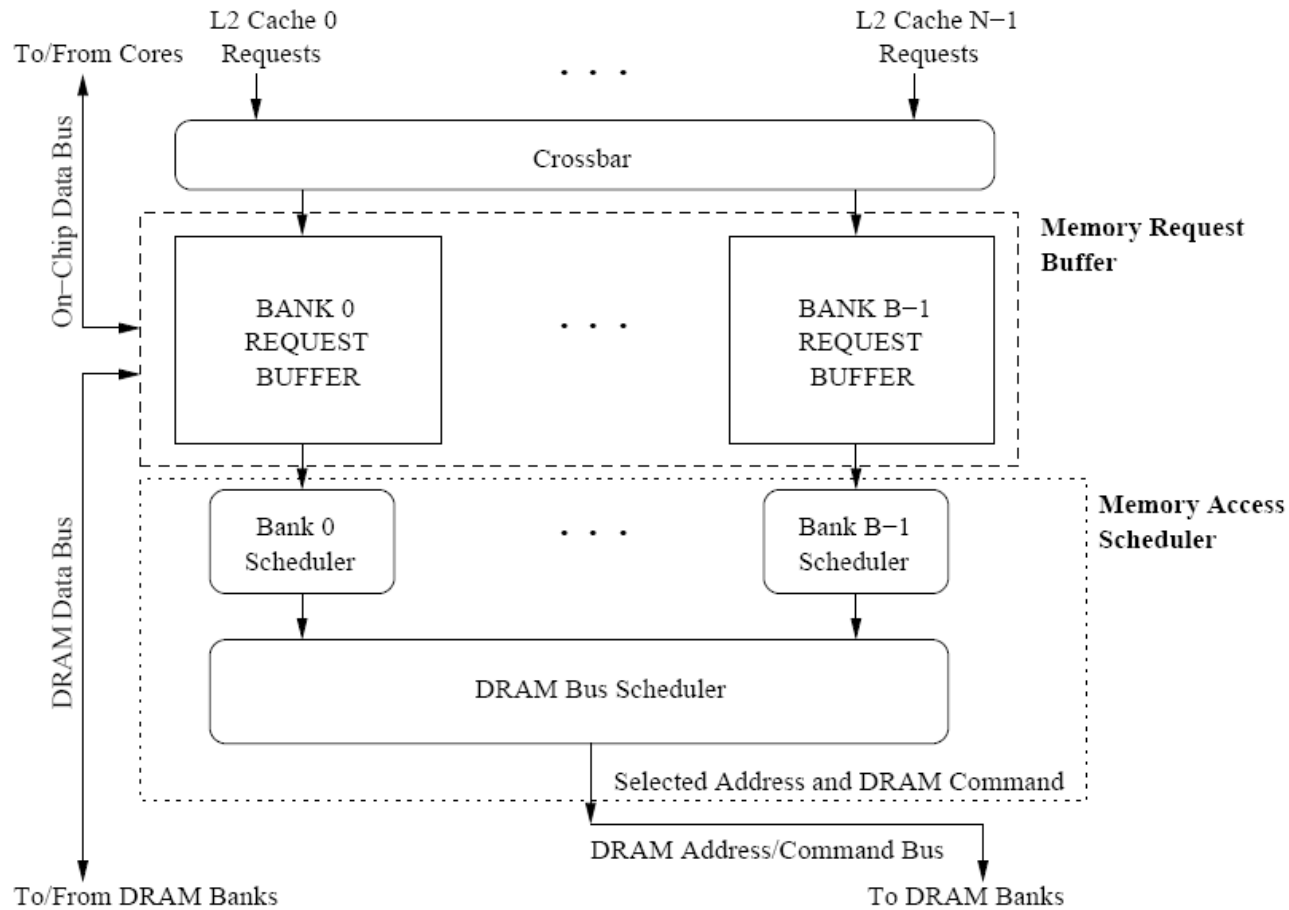 L2 Cache 0
Requests
L2 Cache N−1
Requests
To/From Cores
. . .
Crossbar
On−Chip Data Bus
Memory Request
Buffer
BANK 0
REQUEST
BUFFER
. . .
BANK B−1
REQUEST
BUFFER
Memory Access
Scheduler
Bank 0
Scheduler
. . .
Bank B−1
Scheduler
DRAM Data Bus
DRAM Bus Scheduler
Selected Address and DRAM Command
DRAM Address/Command Bus
To/From DRAM Banks
To DRAM Banks